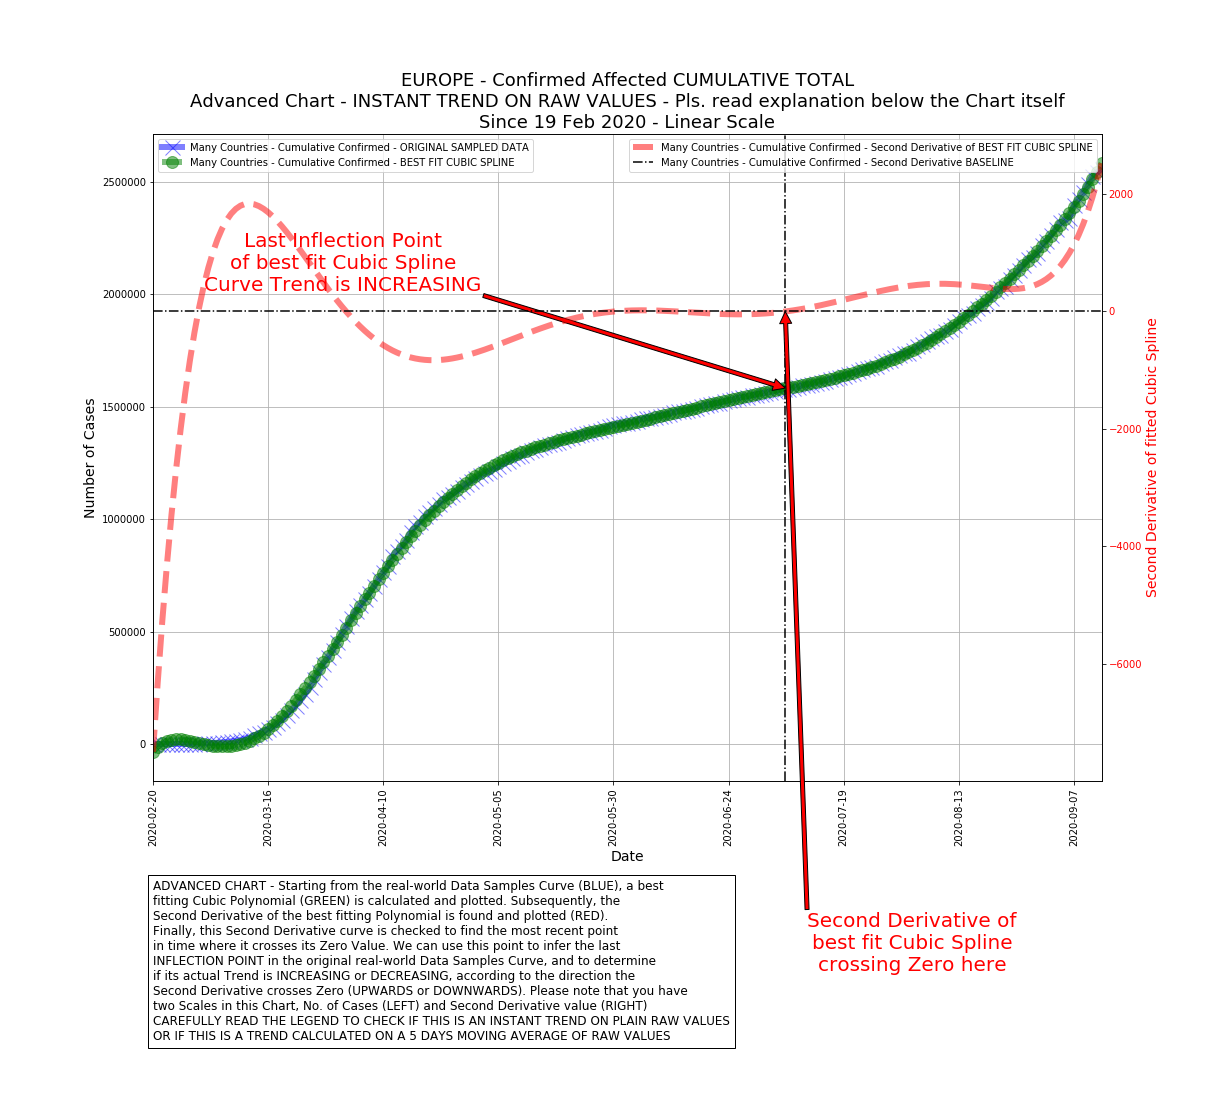 EUROPE - Confirmed Affected CUMULATIVE TOTAL
Advanced Chart - INSTANT TREND ON RAW VALUES - Pls. read explanation below the Chart itself
Since 19 Feb 2020 - Linear Scale
Many Countries - Cumulative Confirmed - ORIGINAL SAMPLED DATA
Many Countries - Cumulative Confirmed - BEST FIT CUBIC SPLINE
Many Countries - Cumulative Confirmed - Second Derivative of BEST FIT CUBIC SPLINE
Many Countries - Cumulative Confirmed - Second Derivative BASELINE
Last Inflection Point
of best fit Cubic Spline
Curve Trend is INCREASING
Number of Cases
2500000
2000000
1500000
1000000
500000
0
2000
0
−2000
−4000
−6000
Second Derivative of fitted Cubic Spline
2020-02-20
2020-03-16
2020-04-10
2020-05-05
2020-05-30
2020-06-24
2020-07-19
2020-08-13
2020-09-07
Date
ADVANCED CHART - Starting from the real-world Data Samples Curve (BLUE), a best
fitting Cubic Polynomial (GREEN) is calculated and plotted. Subsequently, the
Second Derivative of the best fitting Polynomial is found and plotted (RED).
Finally, this Second Derivative curve is checked to find the most recent point
in time where it crosses its Zero Value. We can use this point to infer the last
INFLECTION POINT in the original real-world Data Samples Curve, and to determine
if its actual Trend is INCREASING or DECREASING, according to the direction the
Second Derivative crosses Zero (UPWARDS or DOWNWARDS). Please note that you have
two Scales in this Chart, No. of Cases (LEFT) and Second Derivative value (RIGHT)
CAREFULLY READ THE LEGEND TO CHECK IF THIS IS AN INSTANT TREND ON PLAIN RAW VALUES
OR IF THIS IS A TREND CALCULATED ON A 5 DAYS MOVING AVERAGE OF RAW VALUES
Second Derivative of
best fit Cubic Spline
crossing Zero here